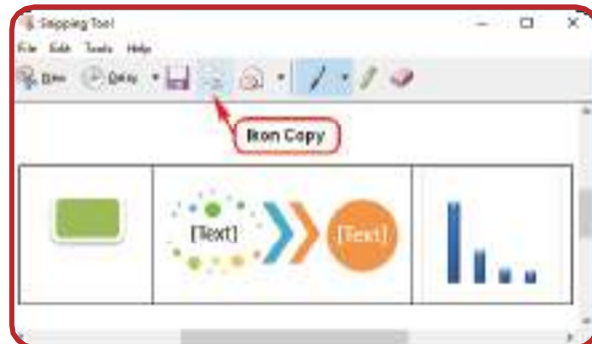 Snipping Tool
File Edit Tools Help
New Delay
Ikon Copy
[Text] [Text]